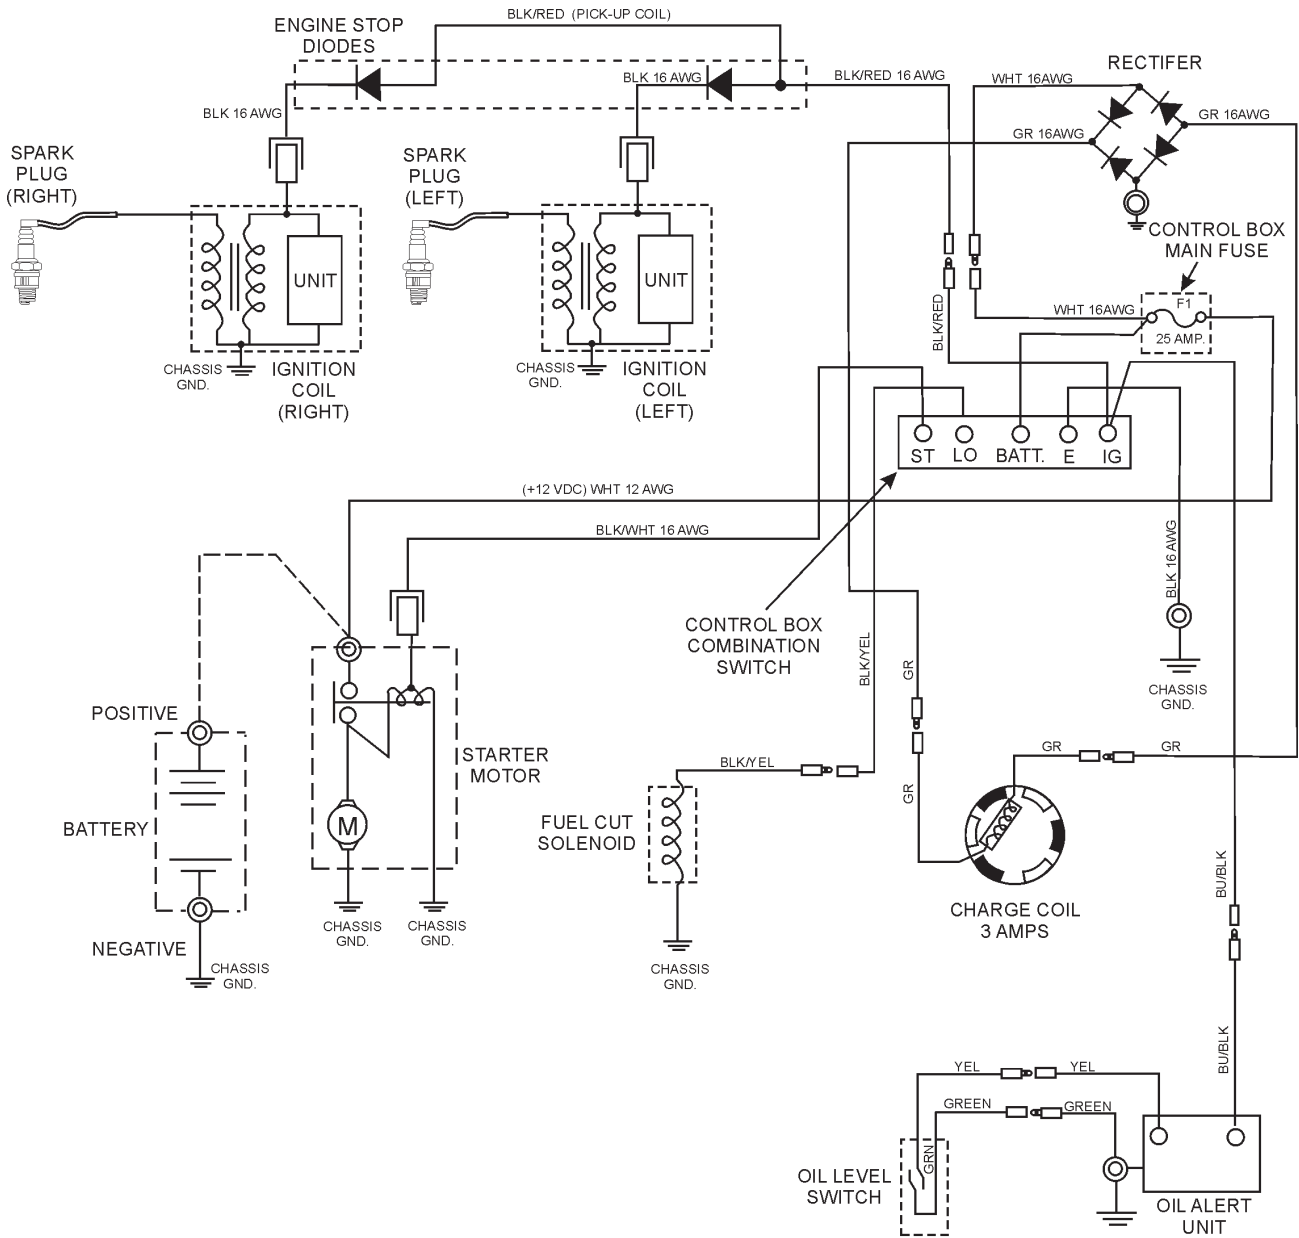 BLK/RED (PICK-UP COIL)
ENGINE STOP
DIODES
BLK 16 AWG
BLK/RED 16 AWG
WHT 16AWG
RECTIFER
BLK 16 AWG
GR 16AWG
GR 16AWG
SPARK
PLUG
(RIGHT)
SPARK
PLUG
(LEFT)
CONTROL BOX
MAIN FUSE
UNIT
UNIT
BLK/RED
WHT 16AWG
F1
25 AMP.
CHASSIS
GND.
IGNITION
COIL
(RIGHT)
CHASSIS
GND.
IGNITION
COIL
(LEFT)
ST
LO
BATT.
E
IG
(+12 VDC) WHT 12 AWG
BLK/WHT 16 AWG
BLK 16 AWG
CONTROL BOX
COMBINATION
SWITCH
BLK/YEL
GR
CHASSIS
GND.
POSITIVE
STARTER
MOTOR
BLK/YEL
GR
GR
GR
BATTERY
M
FUEL CUT
SOLENOID
BU/BLK
CHARGE COIL
3 AMPS
CHASSIS
GND.
CHASSIS
GND.
NEGATIVE
CHASSIS
GND.
CHASSIS
GND.
BU/BLK
YEL
YEL
GREEN
GREEN
GRN
OIL LEVEL
SWITCH
OIL ALERT
UNIT